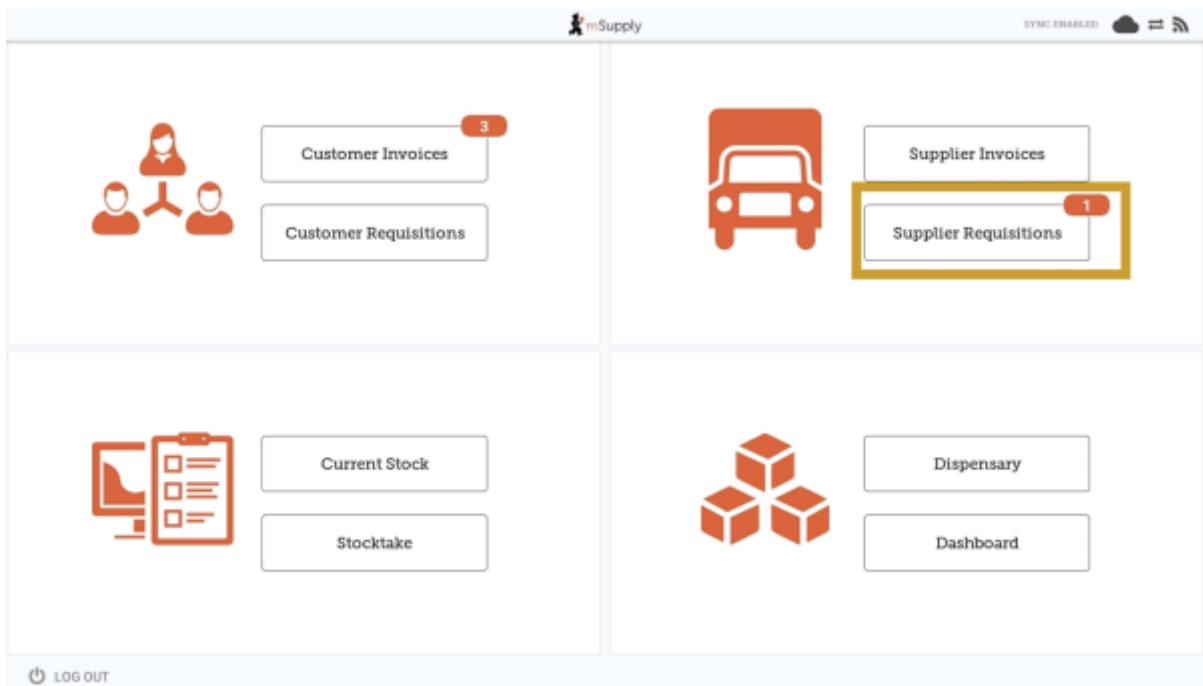 mSupply
SYNC ENABLED
3
Customer Invoices
Customer Requisitions
Supplier Invoices
1
Supplier Requisitions
Current Stock
Stocktake
Dispensary
Dashboard
LOG OUT